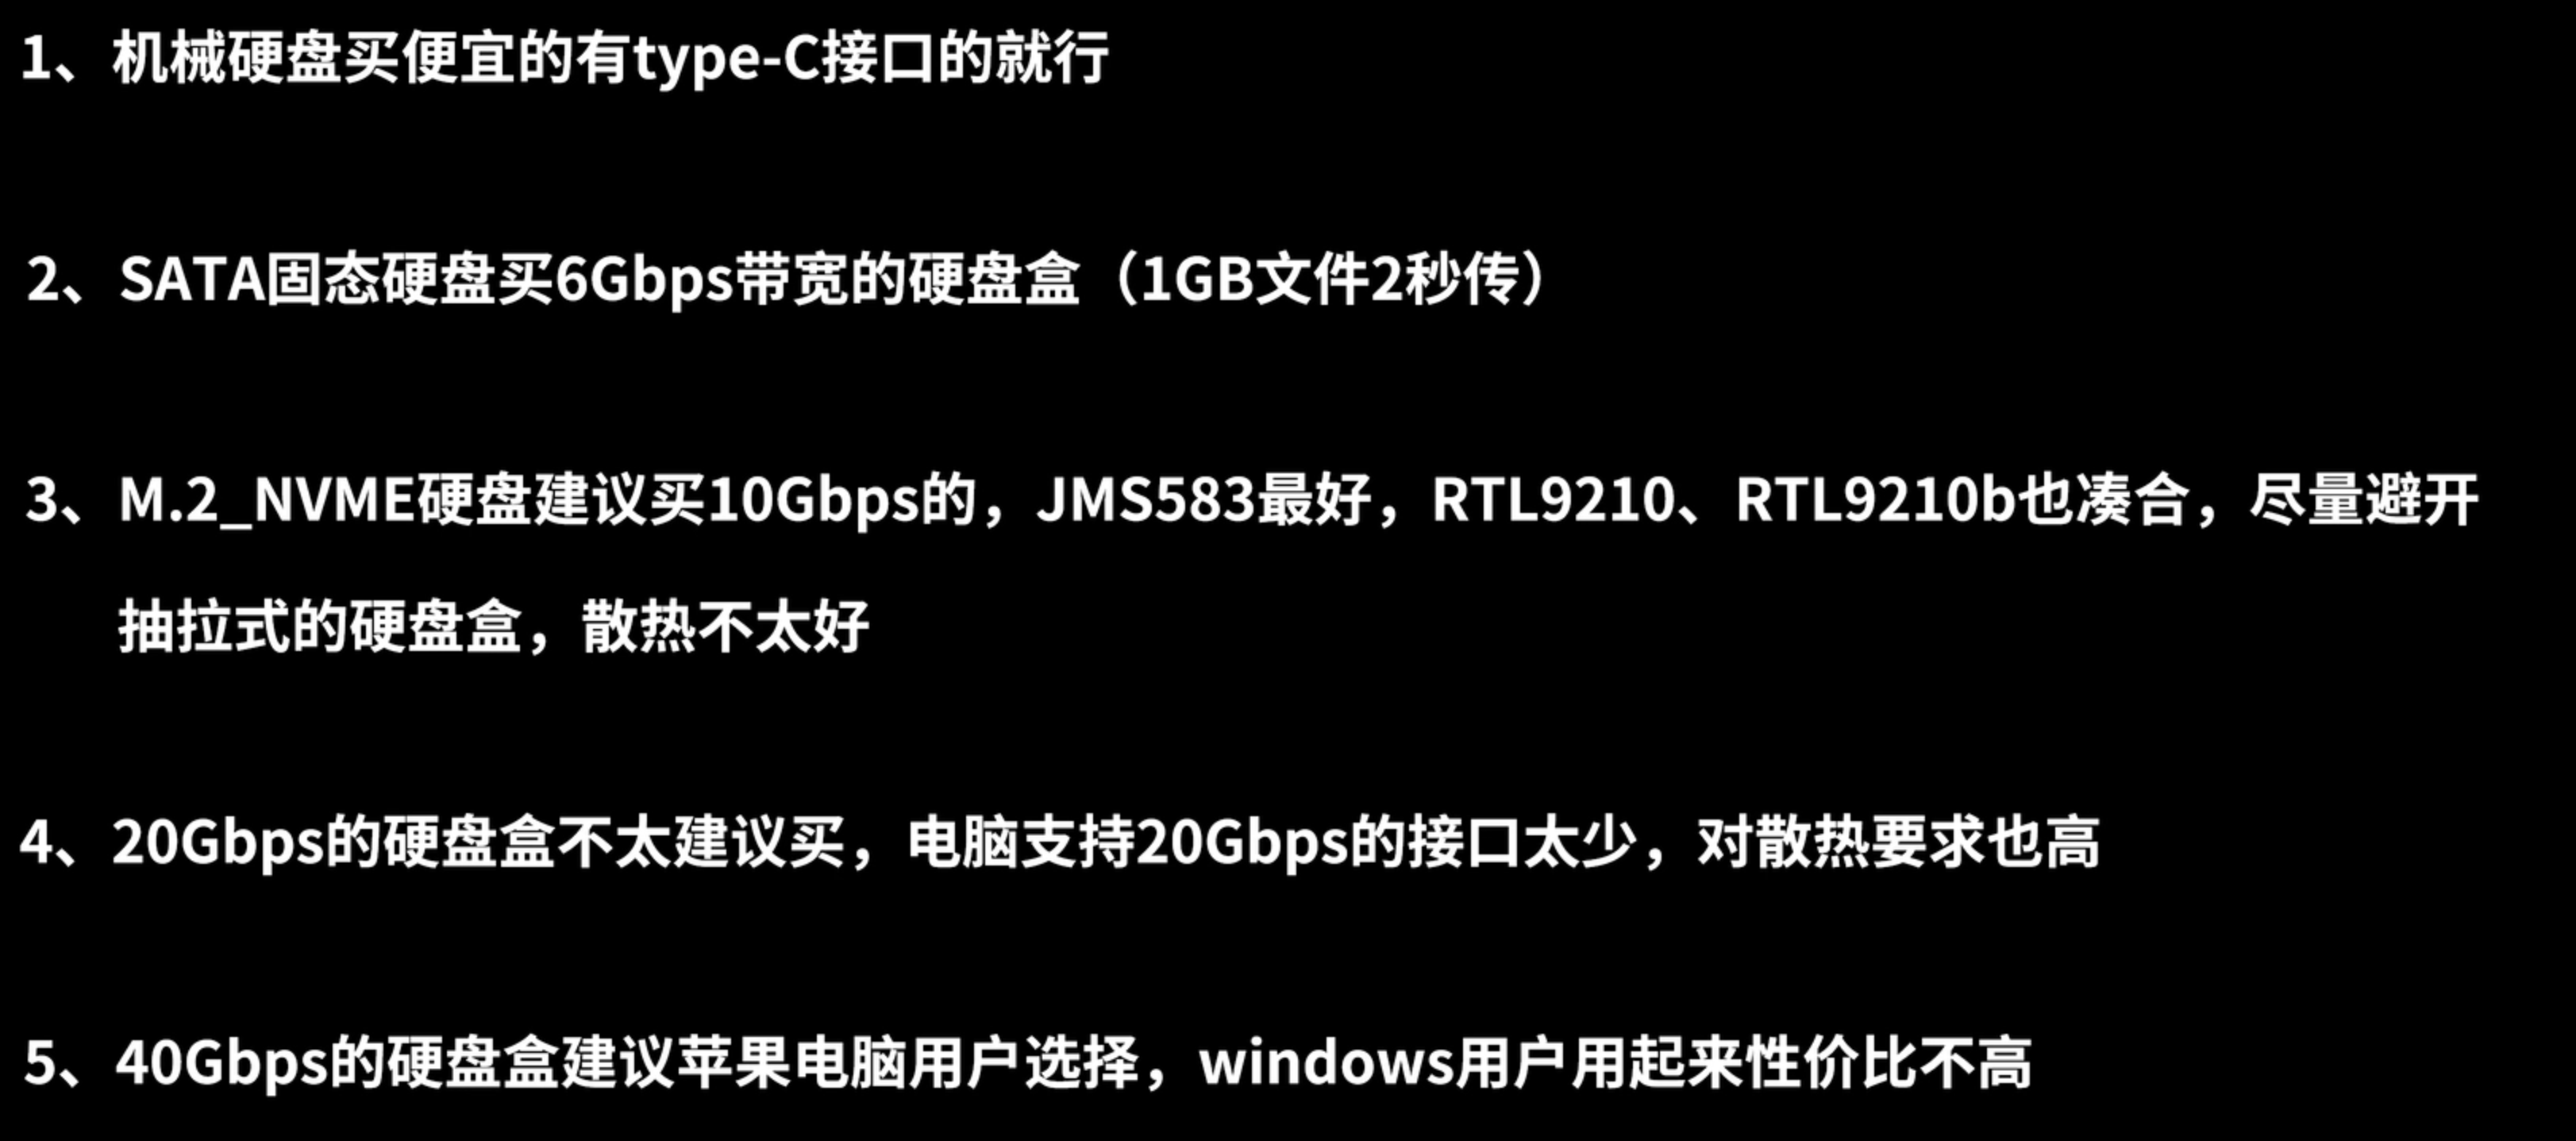 1、机械硬盘买便宜的有type-C接口的就行
2、SATA固态硬盘买6Gbps带宽的硬盘盒（1GB文件2秒传）
3、M.2_NVME硬盘建议买10Gbps的，JMS583最好，RTL9210、RTL9210b也凑合，尽量避开
抽拉式的硬盘盒，散热不太好
4、20Gbps的硬盘盒不太建议买，电脑支持20Gbps的接口太少，对散热要求也高
5、40Gbps的硬盘盒建议苹果电脑用户选择，windows用户用起来性价比不高